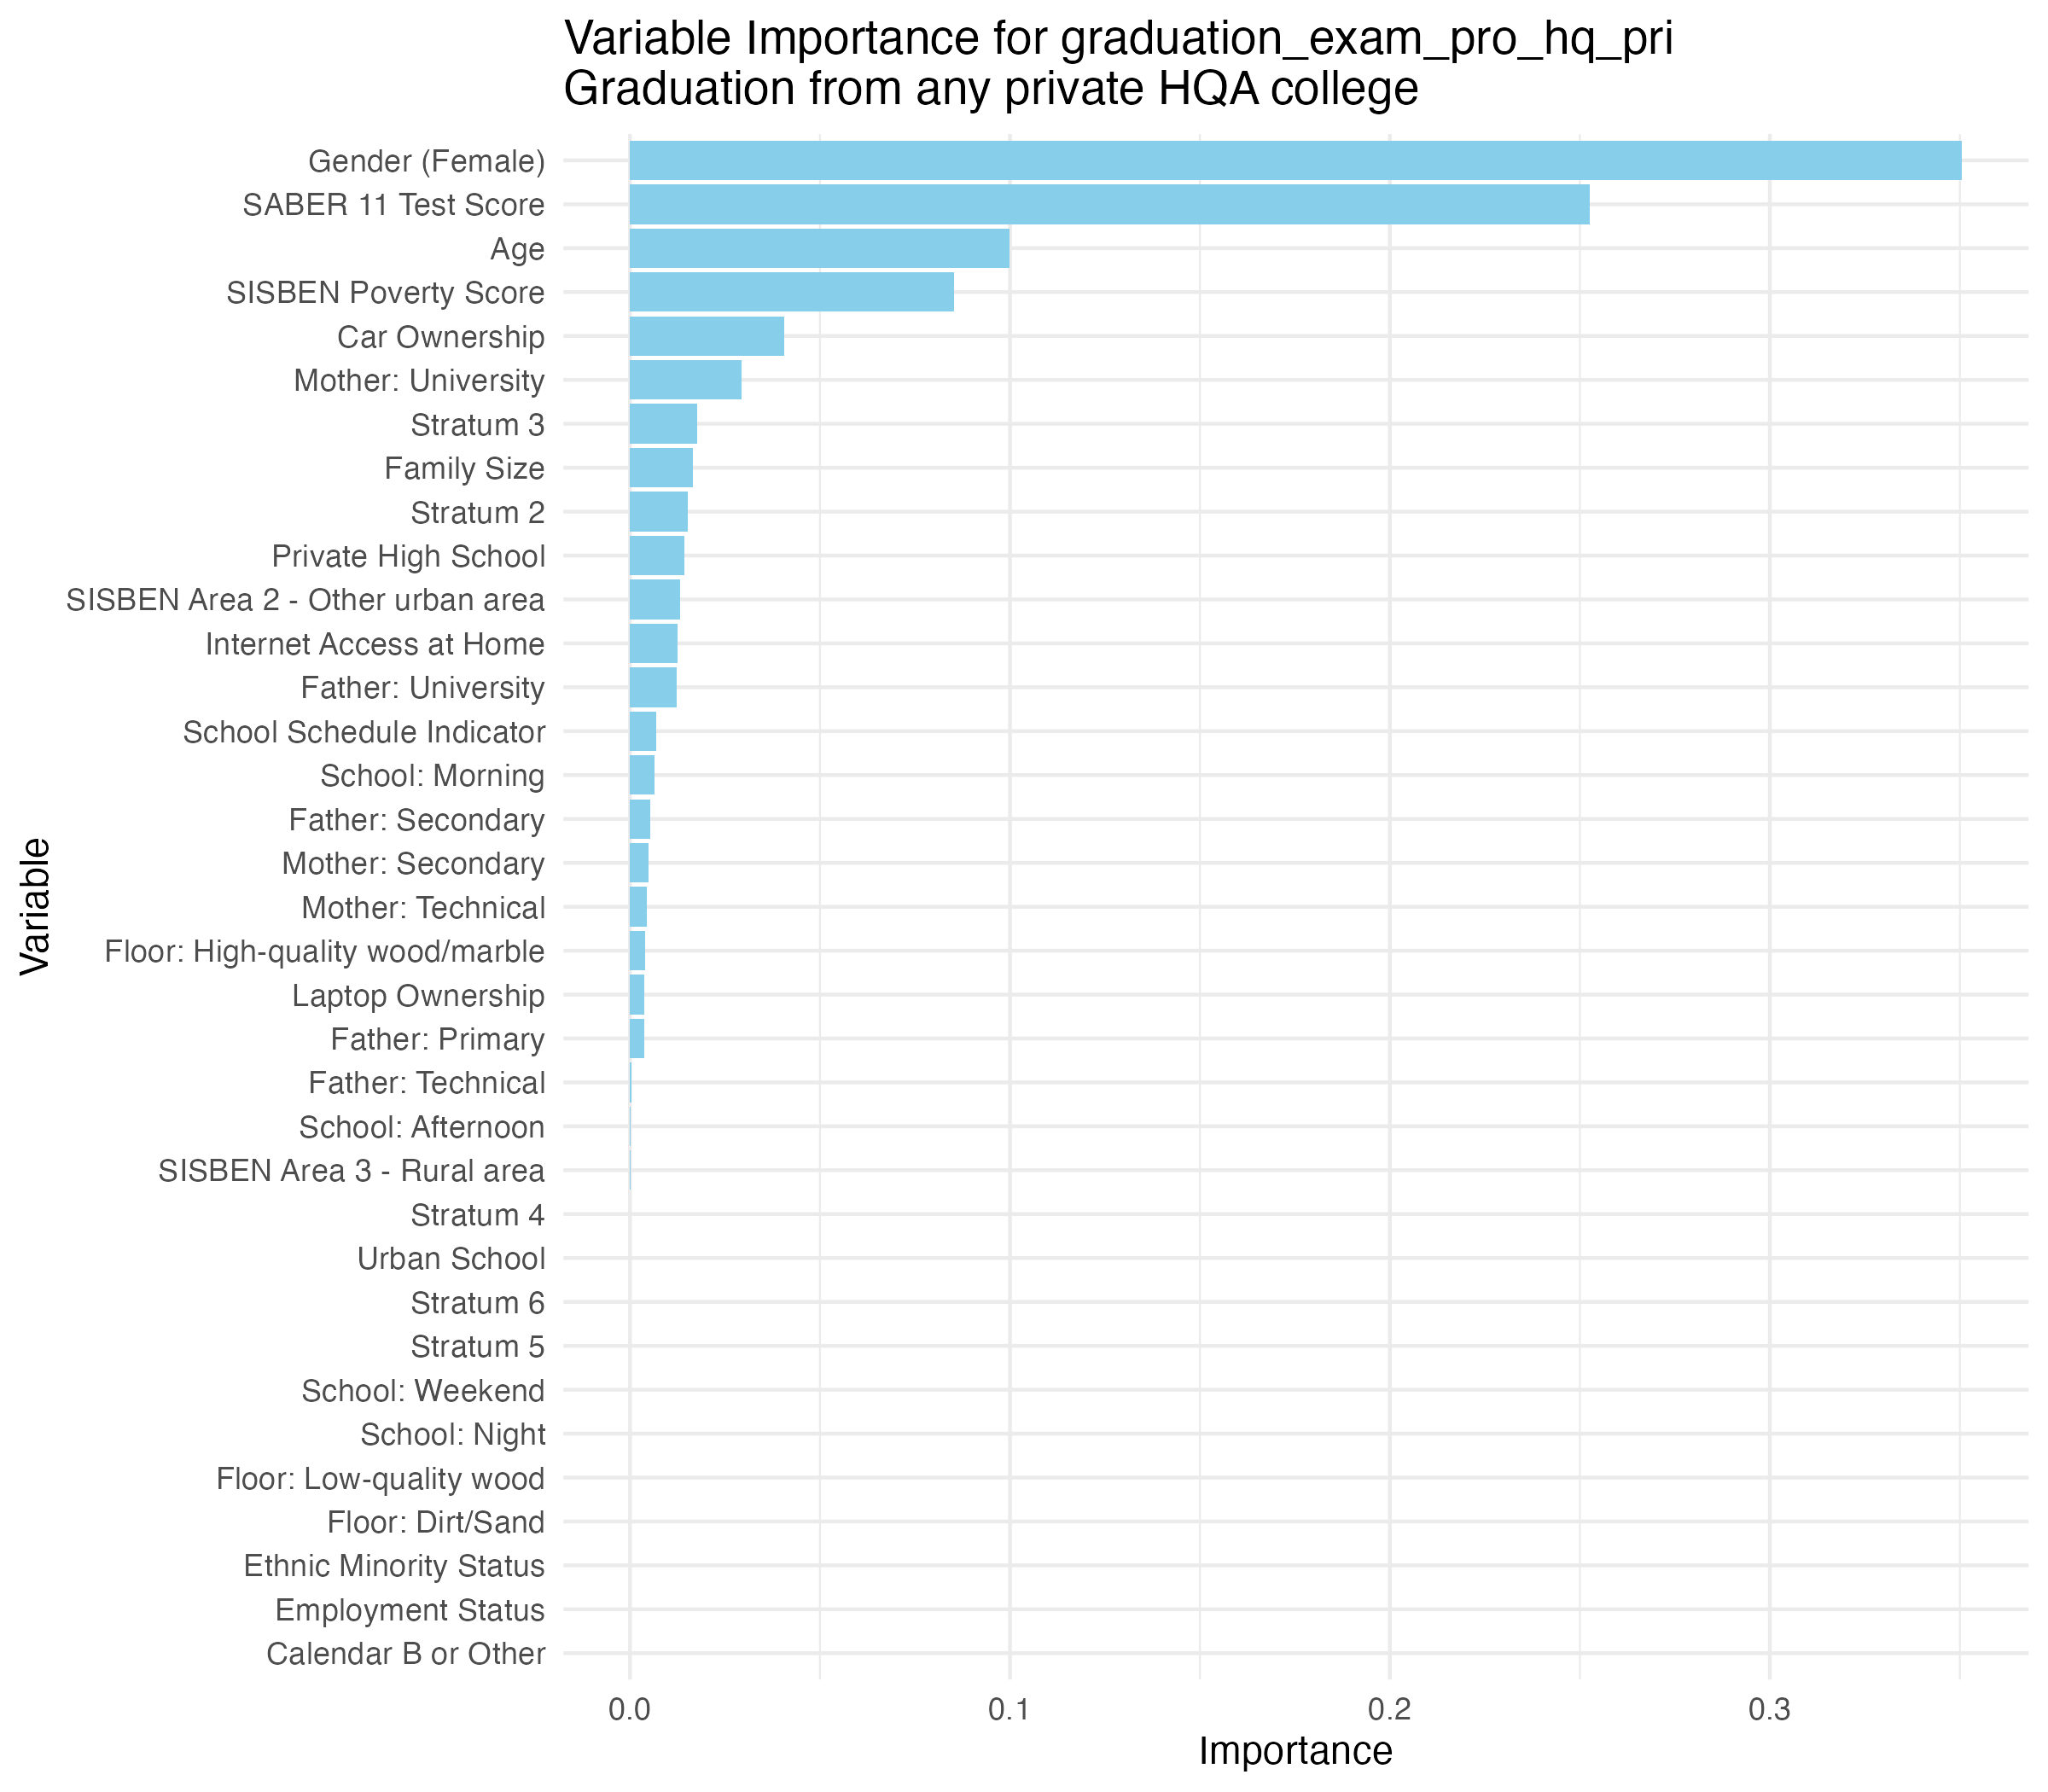 Variable Importance for graduation_exam_pro_hq_pri
Graduation from any private HQA college
Gender (Female)
SABER 11 Test Score
Age
SISBEN Poverty Score
Car Ownership
Mother: University
Stratum 3
Family Size
Stratum 2
Private High School
SISBEN Area 2 - Other urban area
Internet Access at Home
Father: University
School Schedule Indicator
School: Morning
Father: Secondary
Mother: Secondary
Mother: Technical
Floor: High-quality wood/marble
Laptop Ownership
Father: Primary
Father: Technical
School: Afternoon
SISBEN Area 3 - Rural area
Stratum 4
Urban School
Stratum 6
Stratum 5
School: Weekend
School: Night
Floor: Low-quality wood
Floor: Dirt/Sand
Ethnic Minority Status
Employment Status
Calendar B or Other
Variable
0.0 0.1 0.2 0.3
Importance